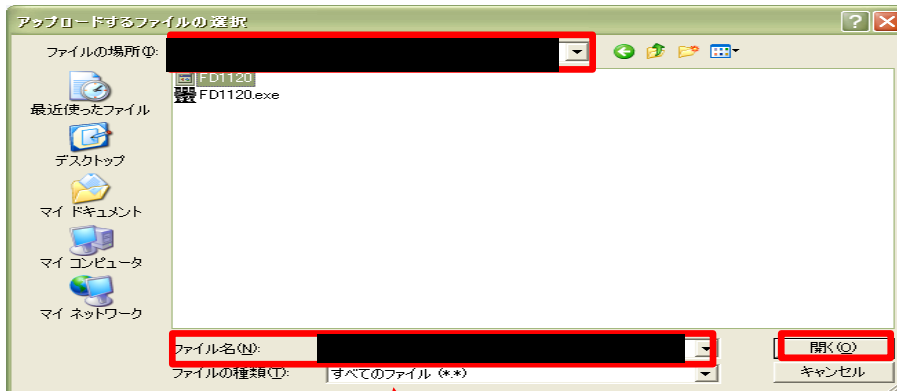 アップロードするファイルの選択
ファイルの場所(I):
FD1120
FD1120.exe
最近使ったファイル
デスクトップ
マイ ドキュメント
マイ コンピュータ
マイ ネットワーク
ファイル名(N):
開く(O)
ファイルの種類(T):
すべてのファイル (*.*)
キャンセル